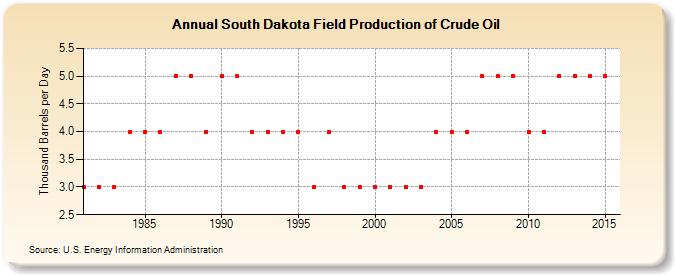 Annual South Dakota Field Production of Crude Oil
Thousand Barrels per Day
5.5
5.0
4.5
4.0
3.5
3.0
2.5
1985 1990 1995 2000 2005 2010 2015
Source: U.S. Energy Information Administration